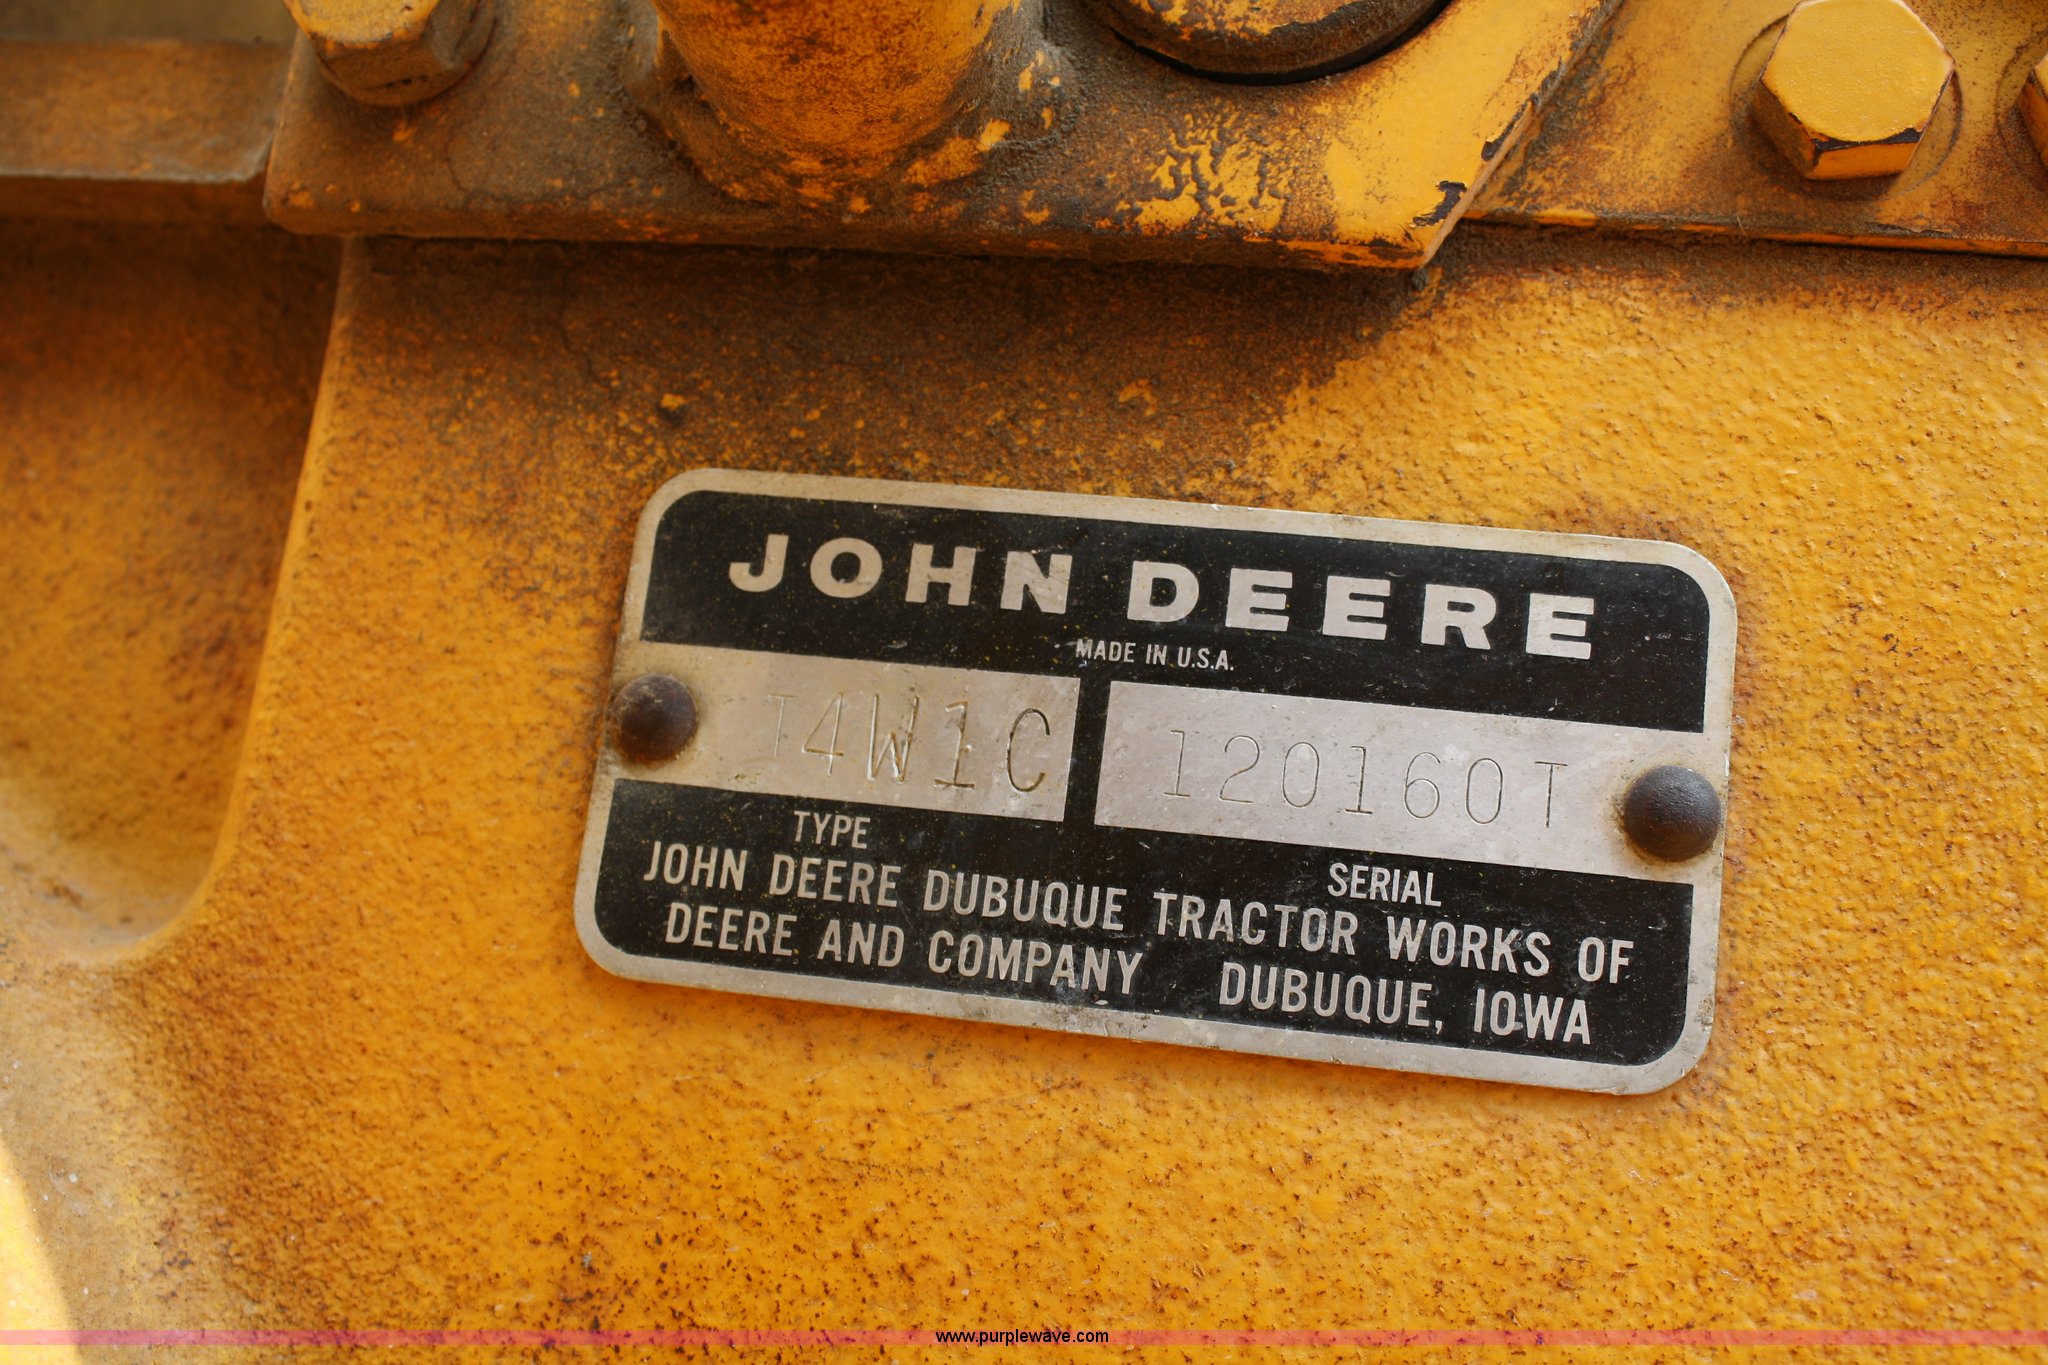 JOHN DEERE
MADE IN U.S.A.
T4W1C 120160T
TYPE SERIAL
JOHN DEERE DUBUQUE TRACTOR WORKS OF
DEERE AND COMPANY DUBUQUE, IOWA
www.purplewave.com